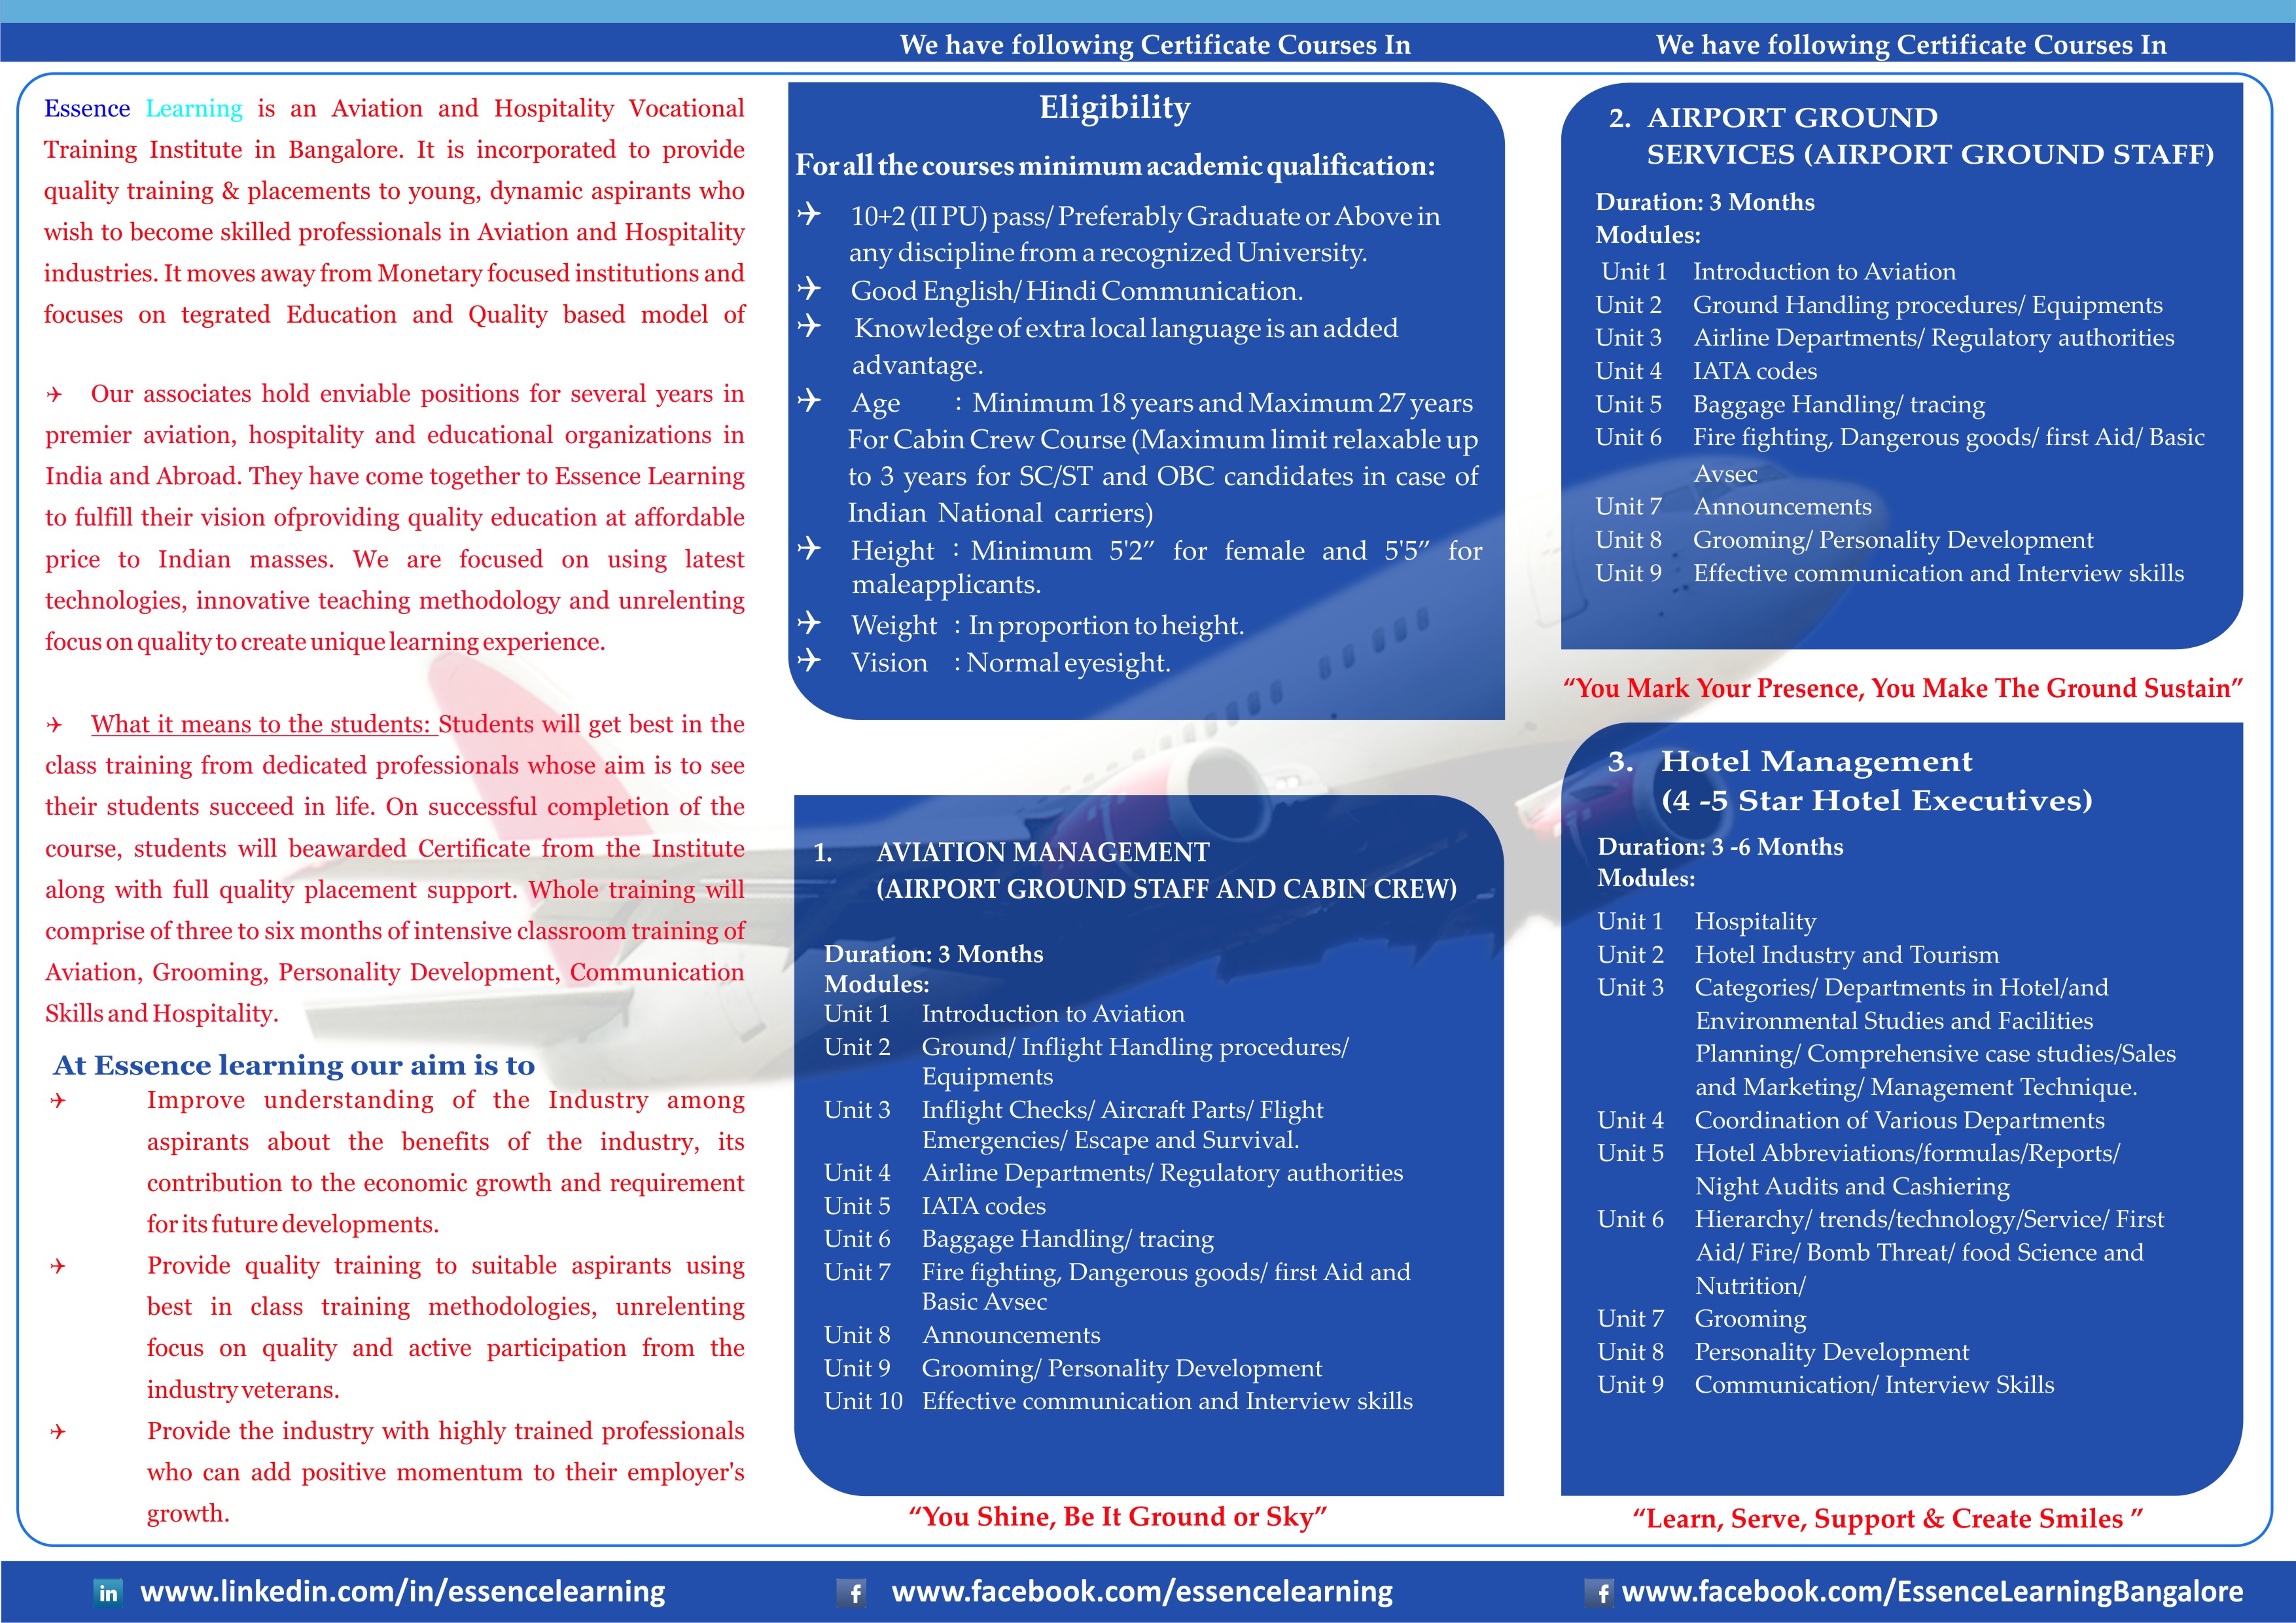 We have following Certificate Courses In
We have following Certificate Courses In
Essence Learning is an Aviation and Hospitality Vocational
Training Institute in Bangalore. It is incorporated to provide
quality training & placements to young, dynamic aspirants who
wish to become skilled professionals in Aviation and Hospitality
industries. It moves away from Monetary focused institutions and
focuses on tegrated Education and Quality based model of
✈ Our associates hold enviable positions for several years in
premier aviation, hospitality and educational organizations in
India and Abroad. They have come together to Essence Learning
to fulfill their vision ofproviding quality education at affordable
price to Indian masses. We are focused on using latest
technologies, innovative teaching methodology and unrelenting
focus on quality to create unique learning experience.
✈ What it means to the students: Students will get best in the
class training from dedicated professionals whose aim is to see
their students succeed in life. On successful completion of the
course, students will beawarded Certificate from the Institute
along with full quality placement support. Whole training will
comprise of three to six months of intensive classroom training of
Aviation, Grooming, Personality Development, Communication
Skills and Hospitality.
At Essence learning our aim is to
✈ Improve understanding of the Industry among
aspirants about the benefits of the industry, its
contribution to the economic growth and requirement
for its future developments.
✈ Provide quality training to suitable aspirants using
best in class training methodologies, unrelenting
focus on quality and active participation from the
industry veterans.
✈ Provide the industry with highly trained professionals
who can add positive momentum to their employer's
growth.
Eligibility
For all the courses minimum academic qualification:
✈ 10+2 (II PU) pass/ Preferably Graduate or Above in
any discipline from a recognized University.
✈ Good English/ Hindi Communication.
✈ Knowledge of extra local language is an added
advantage.
✈ Age : Minimum 18 years and Maximum 27 years
For Cabin Crew Course (Maximum limit relaxable up
to 3 years for SC/ST and OBC candidates in case of
Indian National carriers)
✈ Height : Minimum 5'2” for female and 5'5” for
maleapplicants.
✈ Weight : In proportion to height.
✈ Vision : Normal eyesight.
1. AVIATION MANAGEMENT
(AIRPORT GROUND STAFF AND CABIN CREW)
Duration: 3 Months
Modules:
Unit 1 Introduction to Aviation
Unit 2 Ground/ Inflight Handling procedures/
Equipments
Unit 3 Inflight Checks/ Aircraft Parts/ Flight
Emergencies/ Escape and Survival.
Unit 4 Airline Departments/ Regulatory authorities
Unit 5 IATA codes
Unit 6 Baggage Handling/ tracing
Unit 7 Fire fighting, Dangerous goods/ first Aid and
Basic Avsec
Unit 8 Announcements
Unit 9 Grooming/ Personality Development
Unit 10 Effective communication and Interview skills
“You Shine, Be It Ground or Sky”
2. AIRPORT GROUND
SERVICES (AIRPORT GROUND STAFF)
Duration: 3 Months
Modules:
Unit 1 Introduction to Aviation
Unit 2 Ground Handling procedures/ Equipments
Unit 3 Airline Departments/ Regulatory authorities
Unit 4 IATA codes
Unit 5 Baggage Handling/ tracing
Unit 6 Fire fighting, Dangerous goods/ first Aid/ Basic
Avsec
Unit 7 Announcements
Unit 8 Grooming/ Personality Development
Unit 9 Effective communication and Interview skills
“You Mark Your Presence, You Make The Ground Sustain”
3. Hotel Management
(4 -5 Star Hotel Executives)
Duration: 3 -6 Months
Modules:
Unit 1 Hospitality
Unit 2 Hotel Industry and Tourism
Unit 3 Categories/ Departments in Hotel/and
Environmental Studies and Facilities
Planning/ Comprehensive case studies/Sales
and Marketing/ Management Technique.
Unit 4 Coordination of Various Departments
Unit 5 Hotel Abbreviations/formulas/Reports/
Night Audits and Cashiering
Unit 6 Hierarchy/ trends/technology/Service/ First
Aid/ Fire/ Bomb Threat/ food Science and
Nutrition/
Unit 7 Grooming
Unit 8 Personality Development
Unit 9 Communication/ Interview Skills
“Learn, Serve, Support & Create Smiles ”
in www.linkedin.com/in/essencelearning
f www.facebook.com/essencelearning
f www.facebook.com/EssenceLearningBangalore